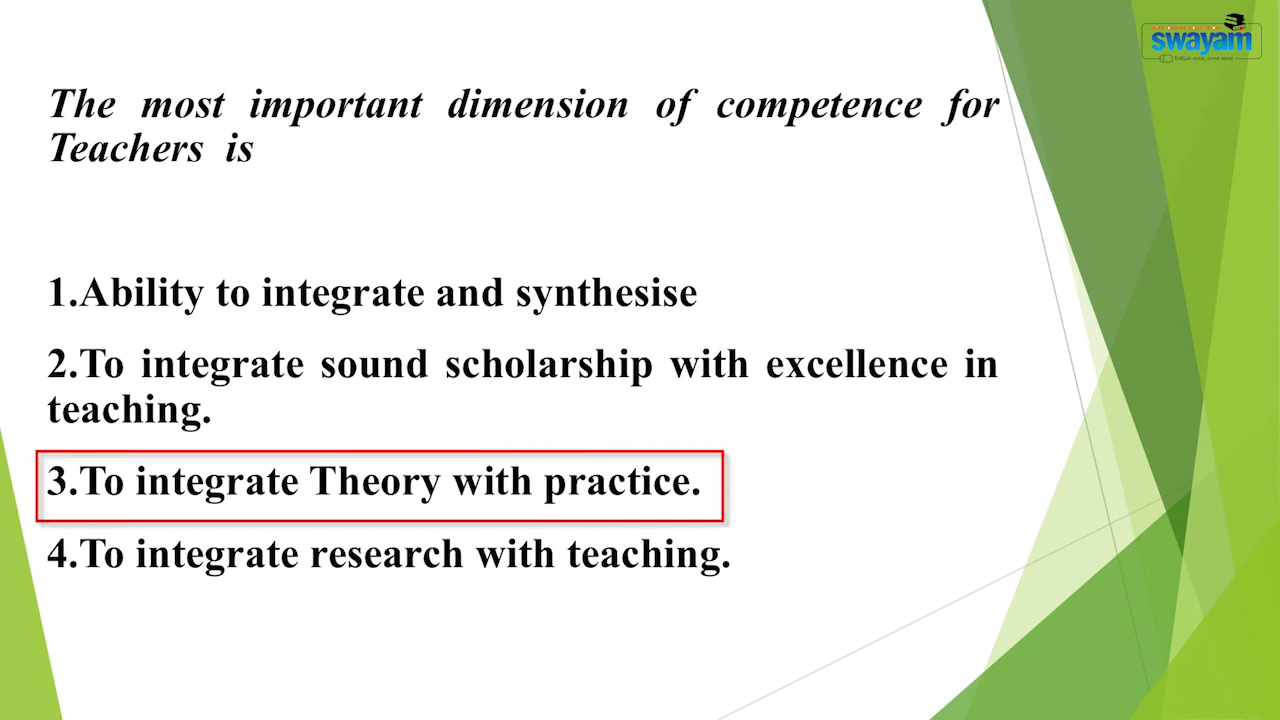 swayam
The most important dimension of competence for
Teachers is
1.Ability to integrate and synthesise
2.To integrate sound scholarship with excellence in
teaching.
3.To integrate Theory with practice.
4.To integrate research with teaching.